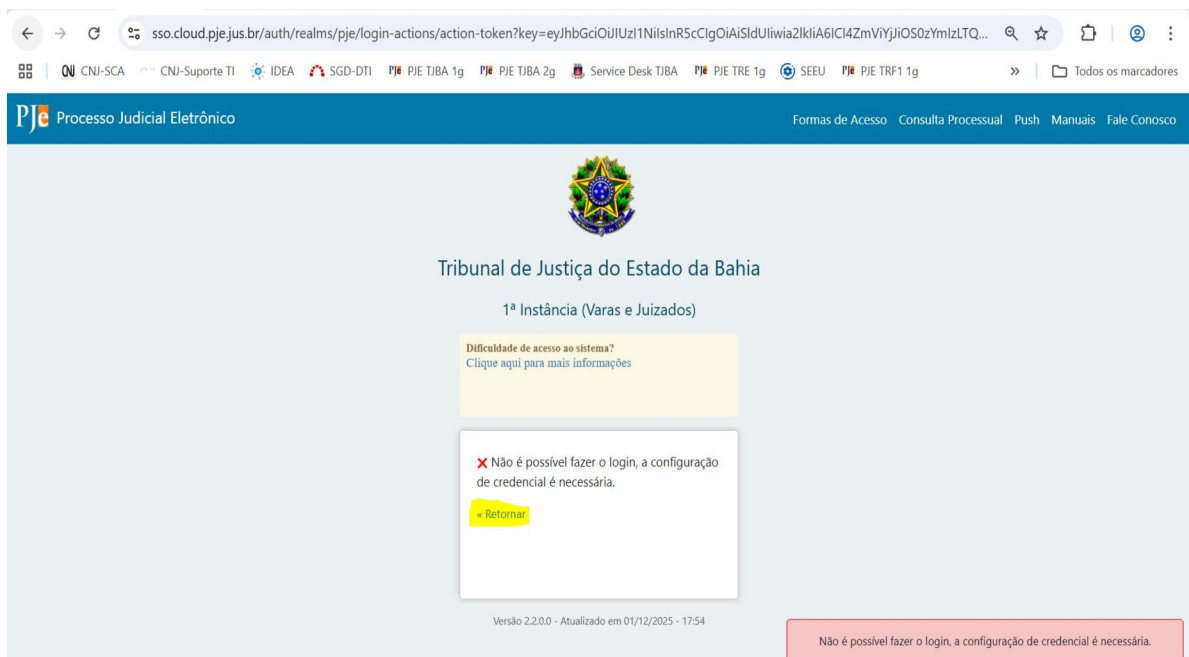 sso.cloud.pje.jus.br/auth/realms/pje/login-actions/action-token?key=eyJhbGciOiJIUzI1NiIsInR5cCIgOiAiSldUIiwia2lkIiA6ICI4ZmViYjJiOS0zYmIzLTQ...
CNJ-SCA CNJ-Suporte TI IDEA SGD-DTI PJe PJE TJBA 1g PJe PJE TJBA 2g Service Desk TJBA PJe PJE TRE 1g SEEU PJe PJE TRF1 1g » Todos os marcadores
PJe Processo Judicial Eletrônico Formas de Acesso Consulta Processual Push Manuais Fale Conosco
Tribunal de Justiça do Estado da Bahia
1ª Instância (Varas e Juizados)
Dificuldade de acesso ao sistema?
Clique aqui para mais informações
Não é possível fazer o login, a configuração
de credencial é necessária.
« Retornar
Versão 2.2.0.0 - Atualizado em 01/12/2025 - 17:54
Não é possível fazer o login, a configuração de credencial é necessária.